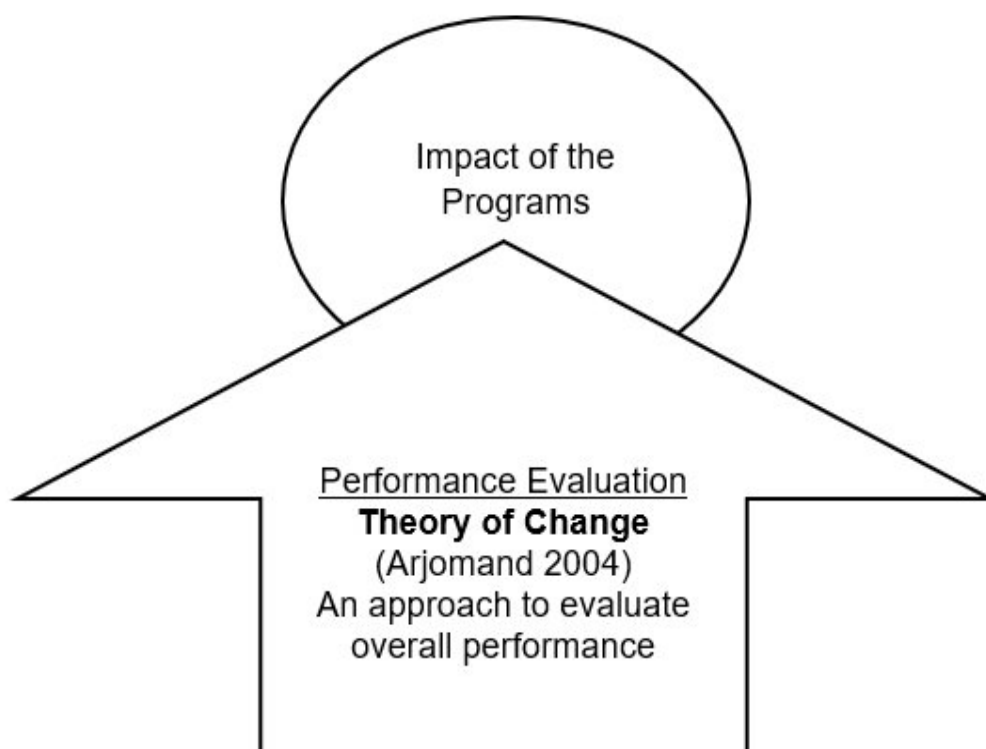 Impact of the
Programs
Performance Evaluation
Theory of Change
(Arjomand 2004)
An approach to evaluate
overall performance